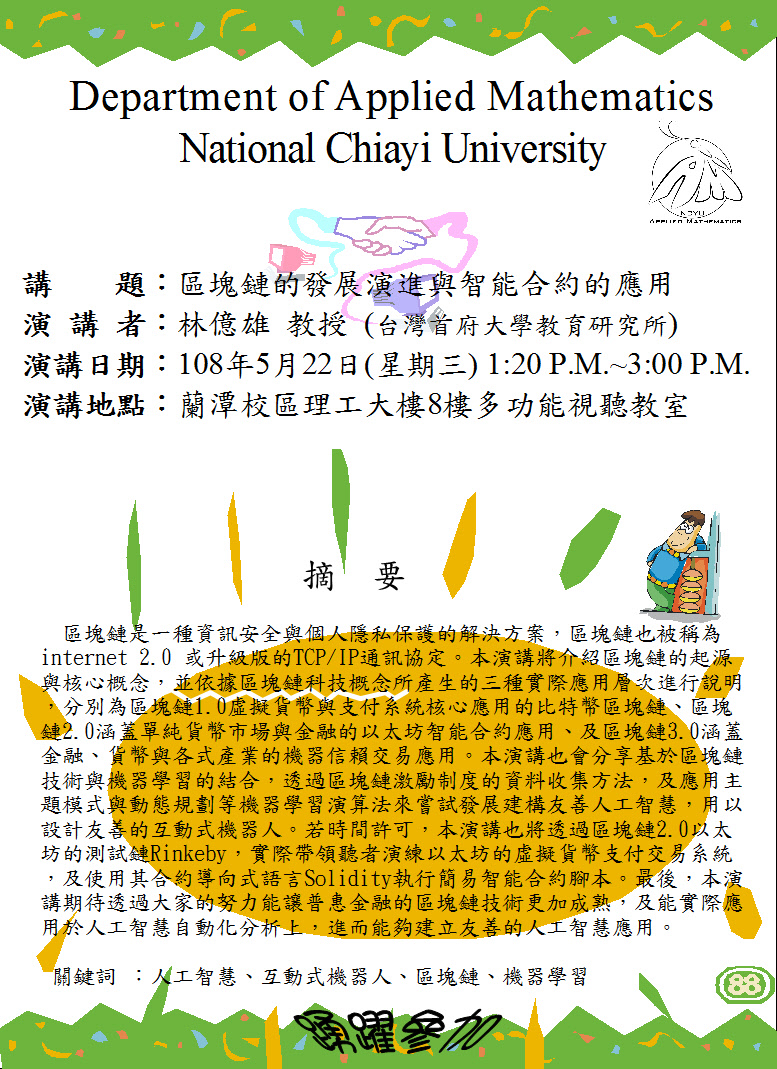 Department of Applied Mathematics
National Chiayi University
NCYU
APPLIED MATHEMATICS
講 題：區塊鏈的發展演進與智能合約的應用
演 講 者：林億雄 教授 (台灣首府大學教育研究所)
演講日期：108年5月22日(星期三) 1:20 P.M.~3:00 P.M.
演講地點：蘭潭校區理工大樓8樓多功能視聽教室
摘 要
區塊鏈是一種資訊安全與個人隱私保護的解決方案，區塊鏈也被稱為
internet 2.0 或升級版的TCP/IP通訊協定。本演講將介紹區塊鏈的起源
與核心概念，並依據區塊鏈科技概念所產生的三種實際應用層次進行說明
，分別為區塊鏈1.0虛擬貨幣與支付系統核心應用的比特幣區塊鏈、區塊
鏈2.0涵蓋單純貨幣市場與金融的以太坊智能合約應用、及區塊鏈3.0涵蓋
金融、貨幣與各式產業的機器信賴交易應用。本演講也會分享基於區塊鏈
技術與機器學習的結合，透過區塊鏈激勵制度的資料收集方法，及應用主
題模式與動態規劃等機器學習演算法來嘗試發展建構友善人工智慧，用以
設計友善的互動式機器人。若時間許可，本演講也將透過區塊鏈2.0以太
坊的測試鏈Rinkeby，實際帶領聽者演練以太坊的虛擬貨幣支付交易系統
，及使用其合約導向式語言Solidity執行簡易智能合約腳本。最後，本演
講期待透過大家的努力能讓普惠金融的區塊鏈技術更加成熟，及能實際應
用於人工智慧自動化分析上，進而能夠建立友善的人工智慧應用。
關鍵詞 ：人工智慧、互動式機器人、區塊鏈、機器學習
踴躍參加